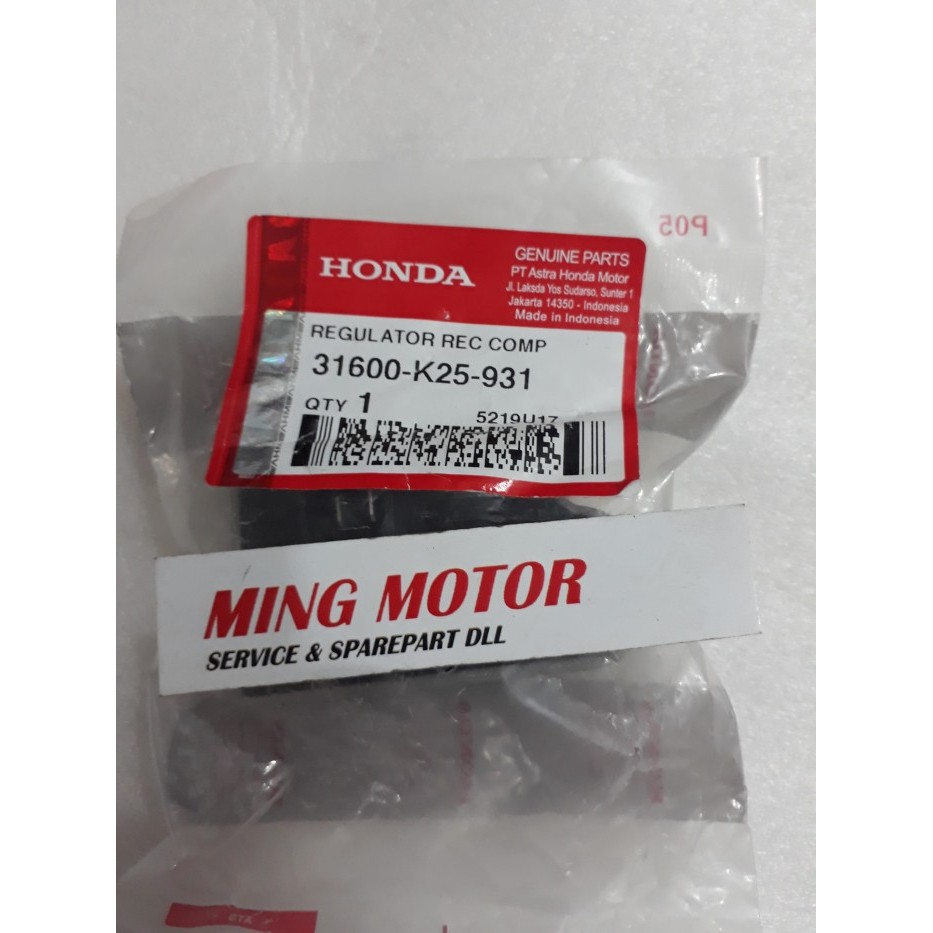 P05
HONDA
GENUINE PARTS
PT Astra Honda Motor
Jl. Laksda Yos Sudarso, Sunter 1
Jakarta 14350 - Indonesia
Made in Indonesia
REGULATOR REC COMP
31600-K25-931
QTY 1
5219U17
MING MOTOR
SERVICE & SPAREPART DLL